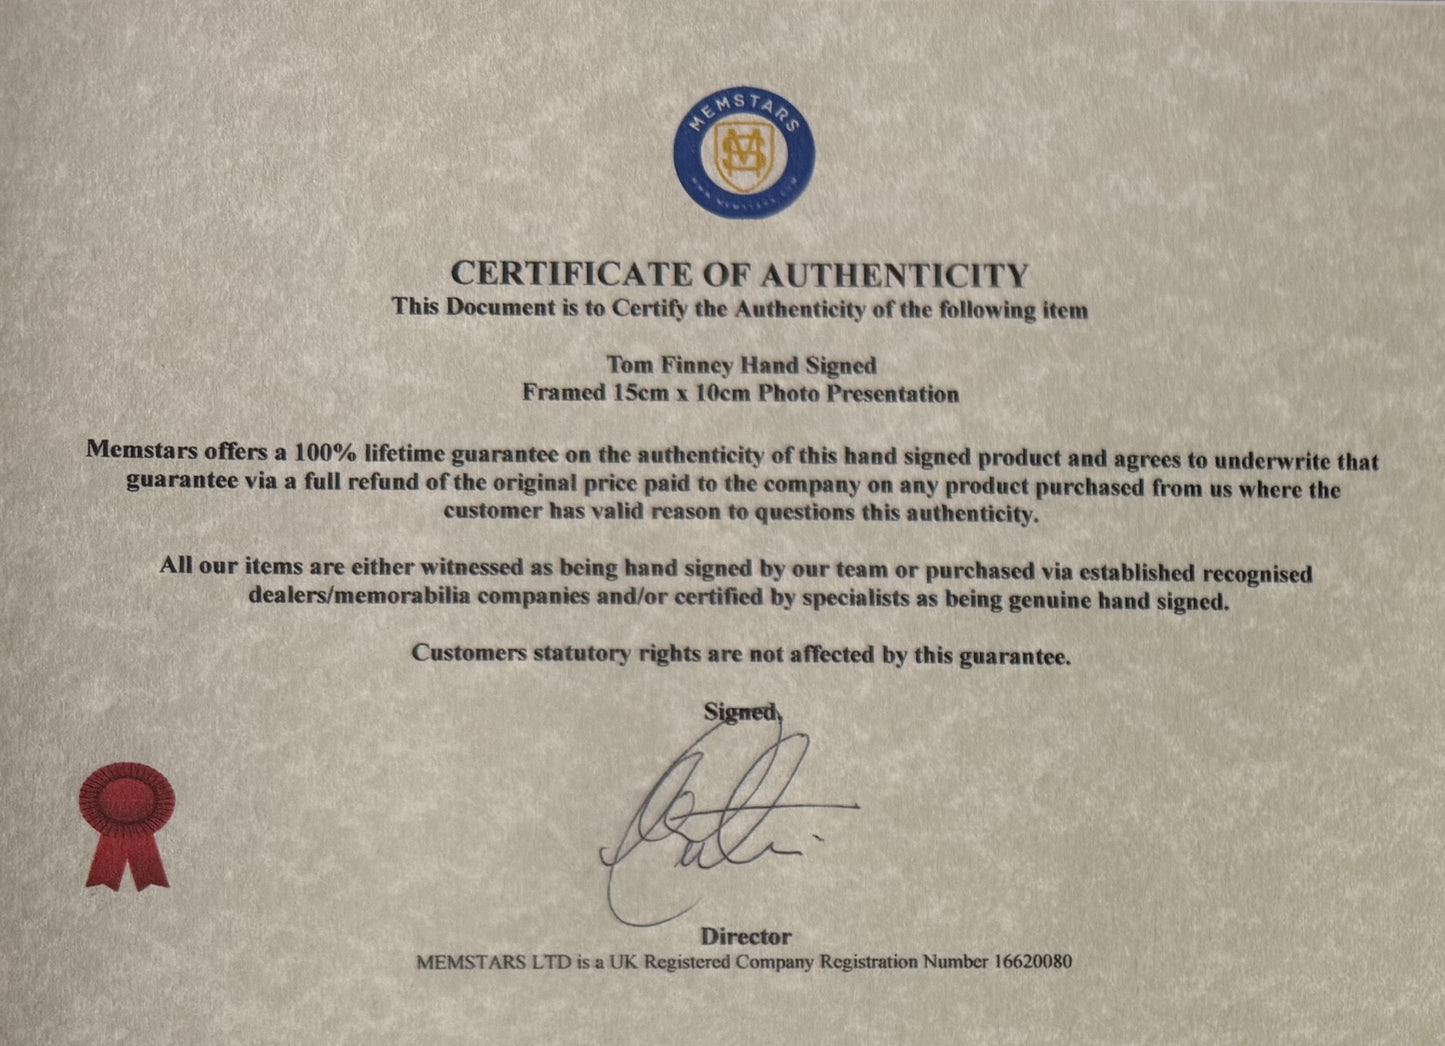 MEMSTARS
MS
WWW.MEMSTARS.COM
CERTIFICATE OF AUTHENTICITY
This Document is to Certify the Authenticity of the following item
Tom Finney Hand Signed
Framed 15cm x 10cm Photo Presentation
Memstars offers a 100% lifetime guarantee on the authenticity of this hand signed product and agrees to underwrite that
guarantee via a full refund of the original price paid to the company on any product purchased from us where the
customer has valid reason to questions this authenticity.
All our items are either witnessed as being hand signed by our team or purchased via established recognised
dealers/memorabilia companies and/or certified by specialists as being genuine hand signed.
Customers statutory rights are not affected by this guarantee.
Signed,
Director
MEMSTARS LTD is a UK Registered Company Registration Number 16620080